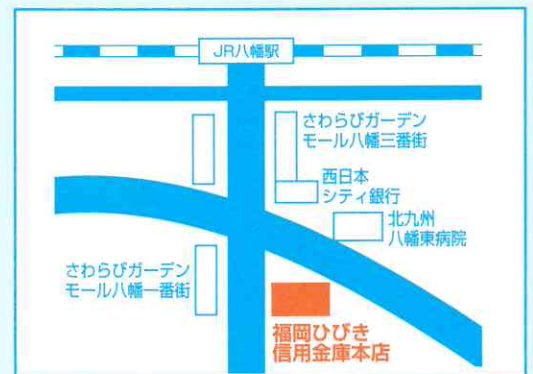 JR八幡駅
さわらびガーデン
モール八幡三番街
西日本
シティ銀行
北九州
八幡東病院
さわらびガーデン
モール八幡一番街
福岡ひびき
信用金庫本店